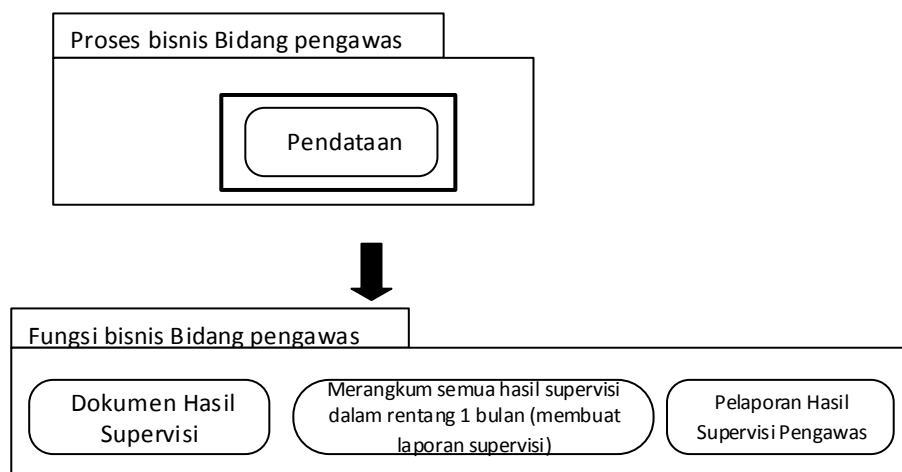 Proses bisnis Bidang pengawas
Pendataan
Fungsi bisnis Bidang pengawas
Dokumen Hasil
Supervisi
Merangkum semua hasil supervisi
dalam rentang 1 bulan (membuat
laporan supervisi)
Pelaporan Hasil
Supervisi Pengawas